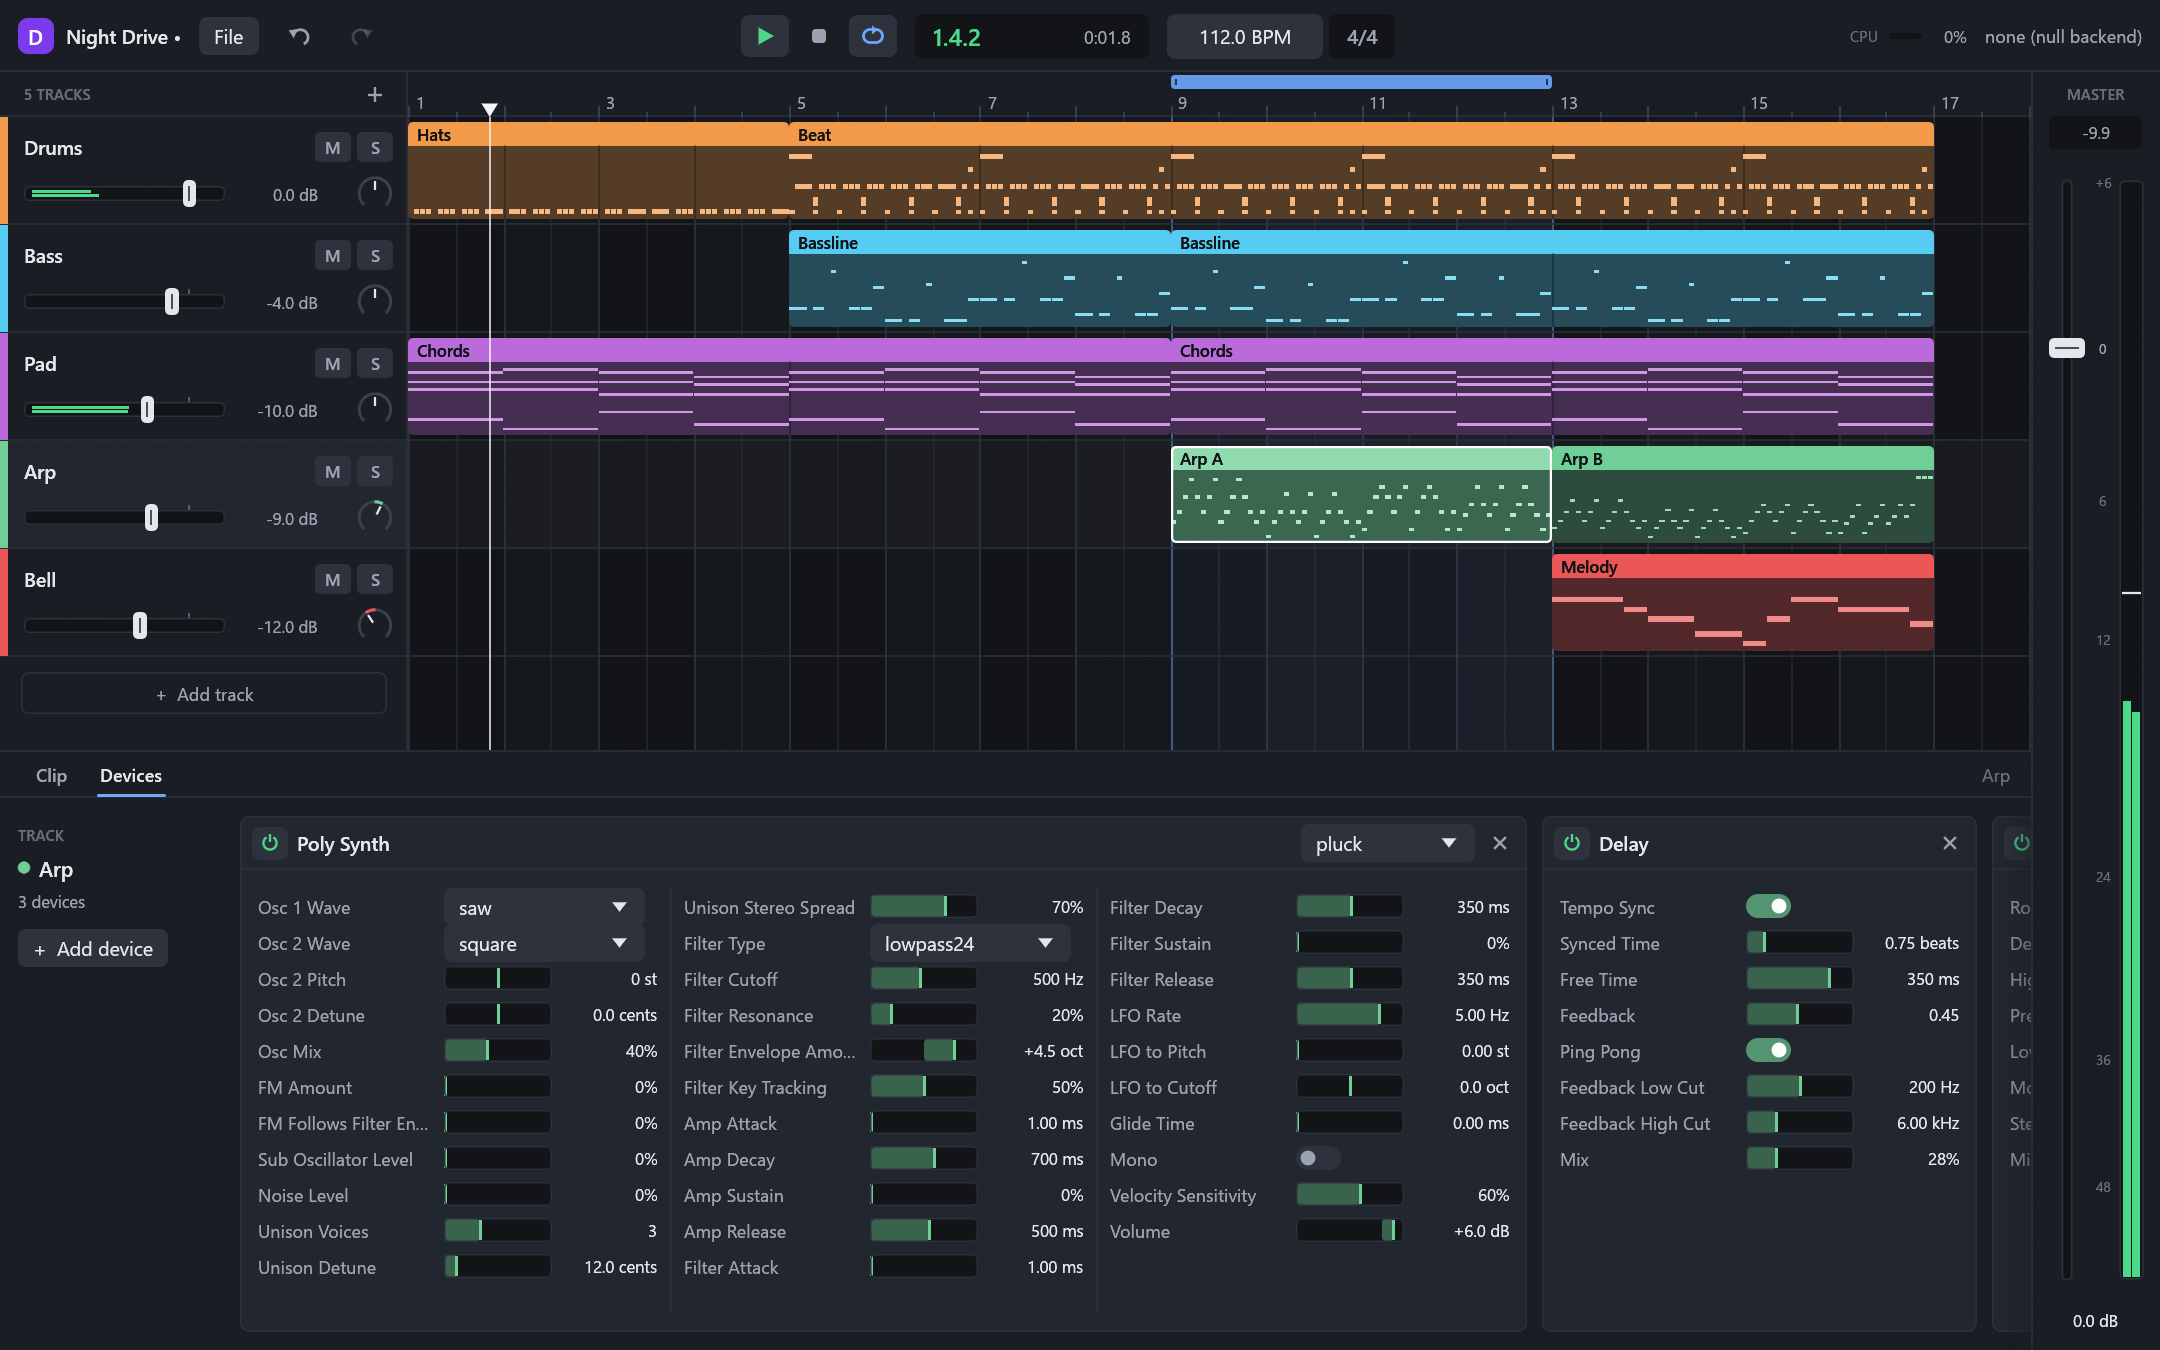 D Night Drive • File 1.4.2 0:01.8 112.0 BPM 4/4 CPU 0% none (null backend)
5 TRACKS + 1 3 5 7 9 11 13 15 17 MASTER
-9.9
Drums M S Hats Beat
0.0 dB
Bass M S Bassline Bassline
-4.0 dB
Pad M S Chords Chords
-10.0 dB
Arp M S Arp A Arp B
-9.0 dB
Bell M S Melody
-12.0 dB
+ Add track
+6
0
6
12
24
36
48
0.0 dB
Clip Devices Arp
TRACK
Arp
3 devices
+ Add device
Poly Synth pluck
Osc 1 Wave saw
Osc 2 Wave square
Osc 2 Pitch 0 st
Osc 2 Detune 0.0 cents
Osc Mix 40%
FM Amount 0%
FM Follows Filter En... 0%
Sub Oscillator Level 0%
Noise Level 0%
Unison Voices 3
Unison Detune 12.0 cents
Unison Stereo Spread 70%
Filter Type lowpass24
Filter Cutoff 500 Hz
Filter Resonance 20%
Filter Envelope Amo... +4.5 oct
Filter Key Tracking 50%
Amp Attack 1.00 ms
Amp Decay 700 ms
Amp Sustain 0%
Amp Release 500 ms
Filter Attack 1.00 ms
Filter Decay 350 ms
Filter Sustain 0%
Filter Release 350 ms
LFO Rate 5.00 Hz
LFO to Pitch 0.00 st
LFO to Cutoff 0.0 oct
Glide Time 0.00 ms
Mono
Velocity Sensitivity 60%
Volume +6.0 dB
Delay
Tempo Sync
Synced Time 0.75 beats
Free Time 350 ms
Feedback 0.45
Ping Pong
Feedback Low Cut 200 Hz
Feedback High Cut 6.00 kHz
Mix 28%
Ro
De
Pre
Ste
Mi